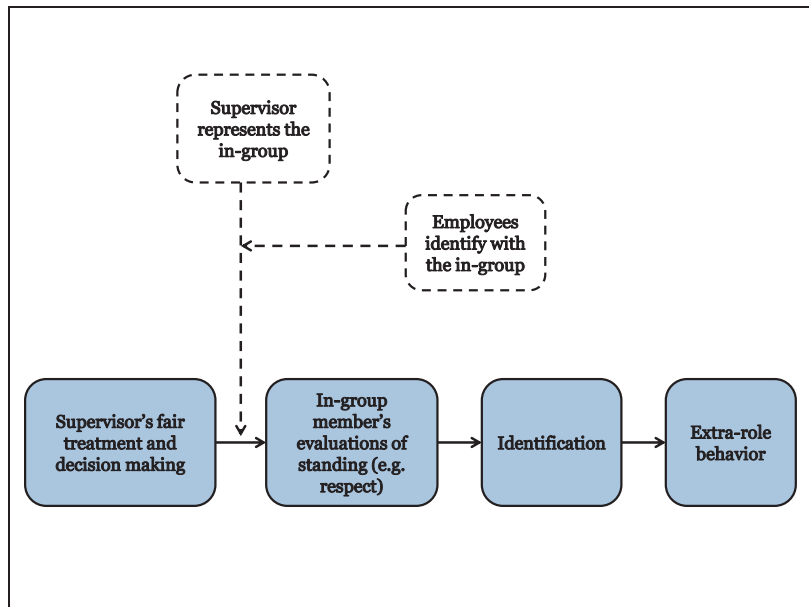 Supervisor
represents the
in-group
Employees
identify with
the in-group
Supervisor's fair
treatment and
decision making
In-group
member's
evaluations of
standing (e.g.
respect)
Identification
Extra-role
behavior